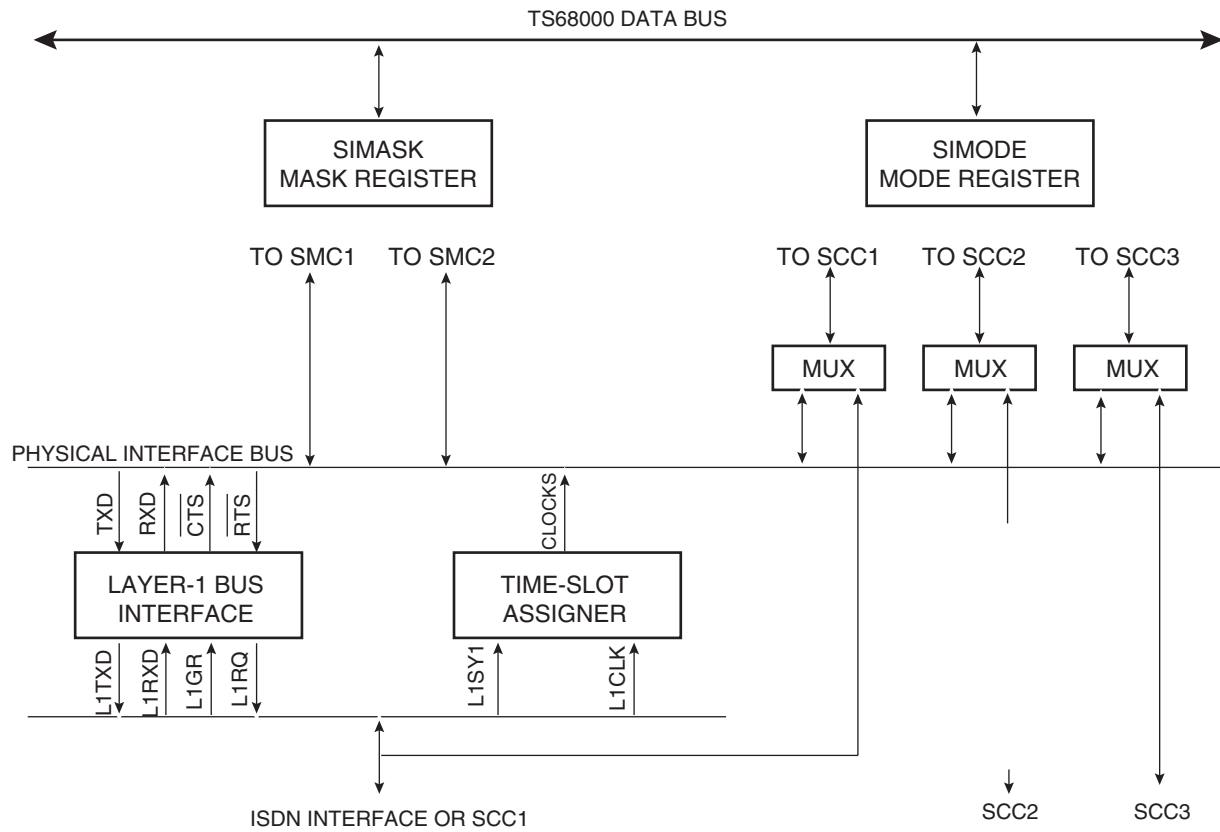 TS68000 DATA BUS
SIMASK
MASK REGISTER
SIMODE
MODE REGISTER
TO SMC1
TO SMC2
TO SCC1
TO SCC2
TO SCC3
MUX
MUX
MUX
PHYSICAL INTERFACE BUS
TXD
RXD
CTS
RTS
CLOCKS
LAYER-1 BUS
INTERFACE
TIME-SLOT
ASSIGNER
L1TXD
L1RXD
L1GR
L1RQ
L1SY1
L1CLK
ISDN INTERFACE OR SCC1
SCC2
SCC3